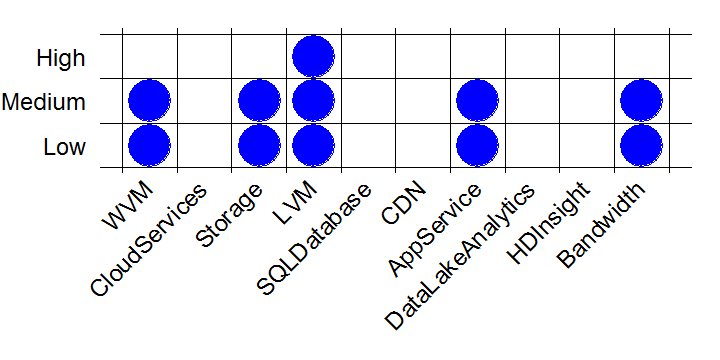 High
Medium
Low
WVM
CloudServices
Storage
LVM
SQLDatabase
CDN
AppService
DataLakeAnalytics
HDInsight
Bandwidth